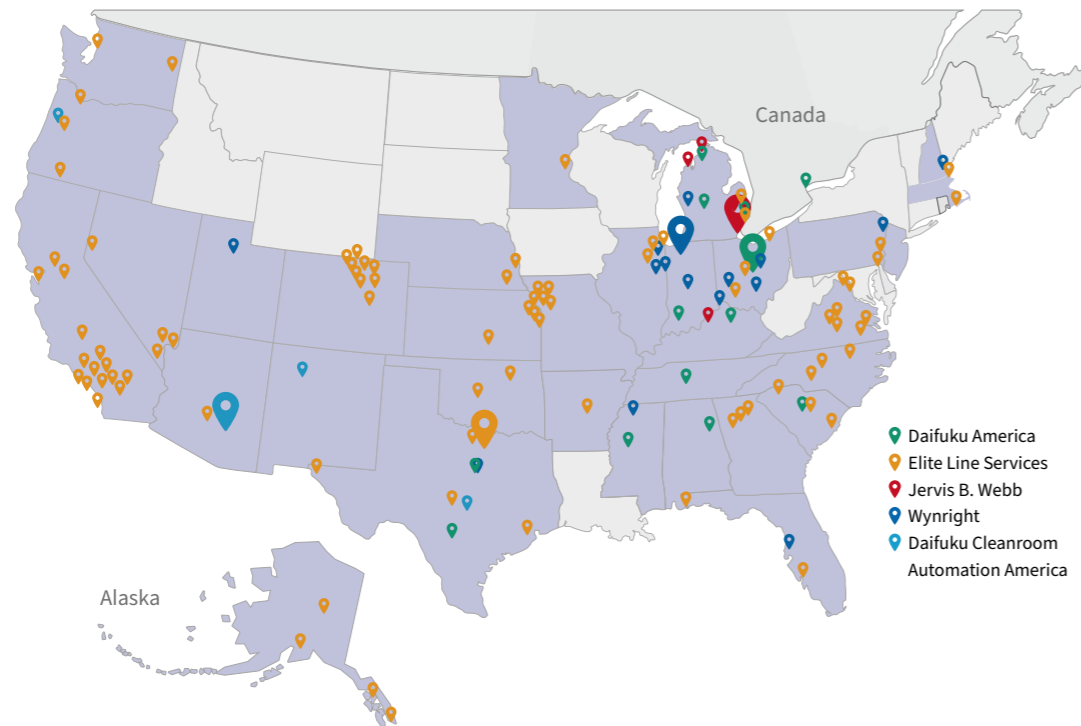 Canada
Daifuku America
Elite Line Services
Jervis B. Webb
Wynright
Daifuku Cleanroom
Automation America
Alaska